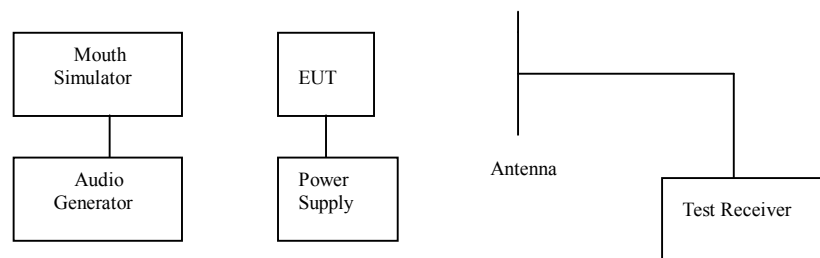 Mouth
Simulator
EUT
Audio
Generator
Power
Supply
Antenna
Test Receiver